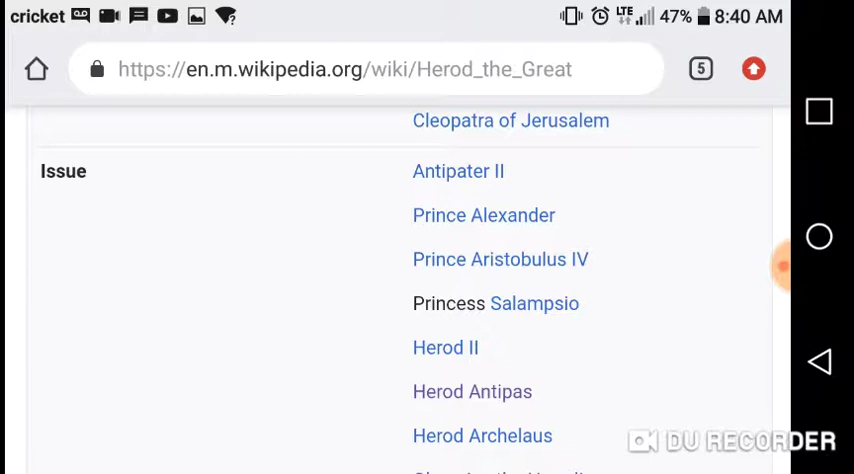 cricket 47% LTE 8:40 AM
https://en.m.wikipedia.org/wiki/Herod_the_Great 5
Cleopatra of Jerusalem
Issue Antipater II
Prince Alexander
Prince Aristobulus IV
Princess Salampsio
Herod II
Herod Antipas
Herod Archelaus
DU RECORDER